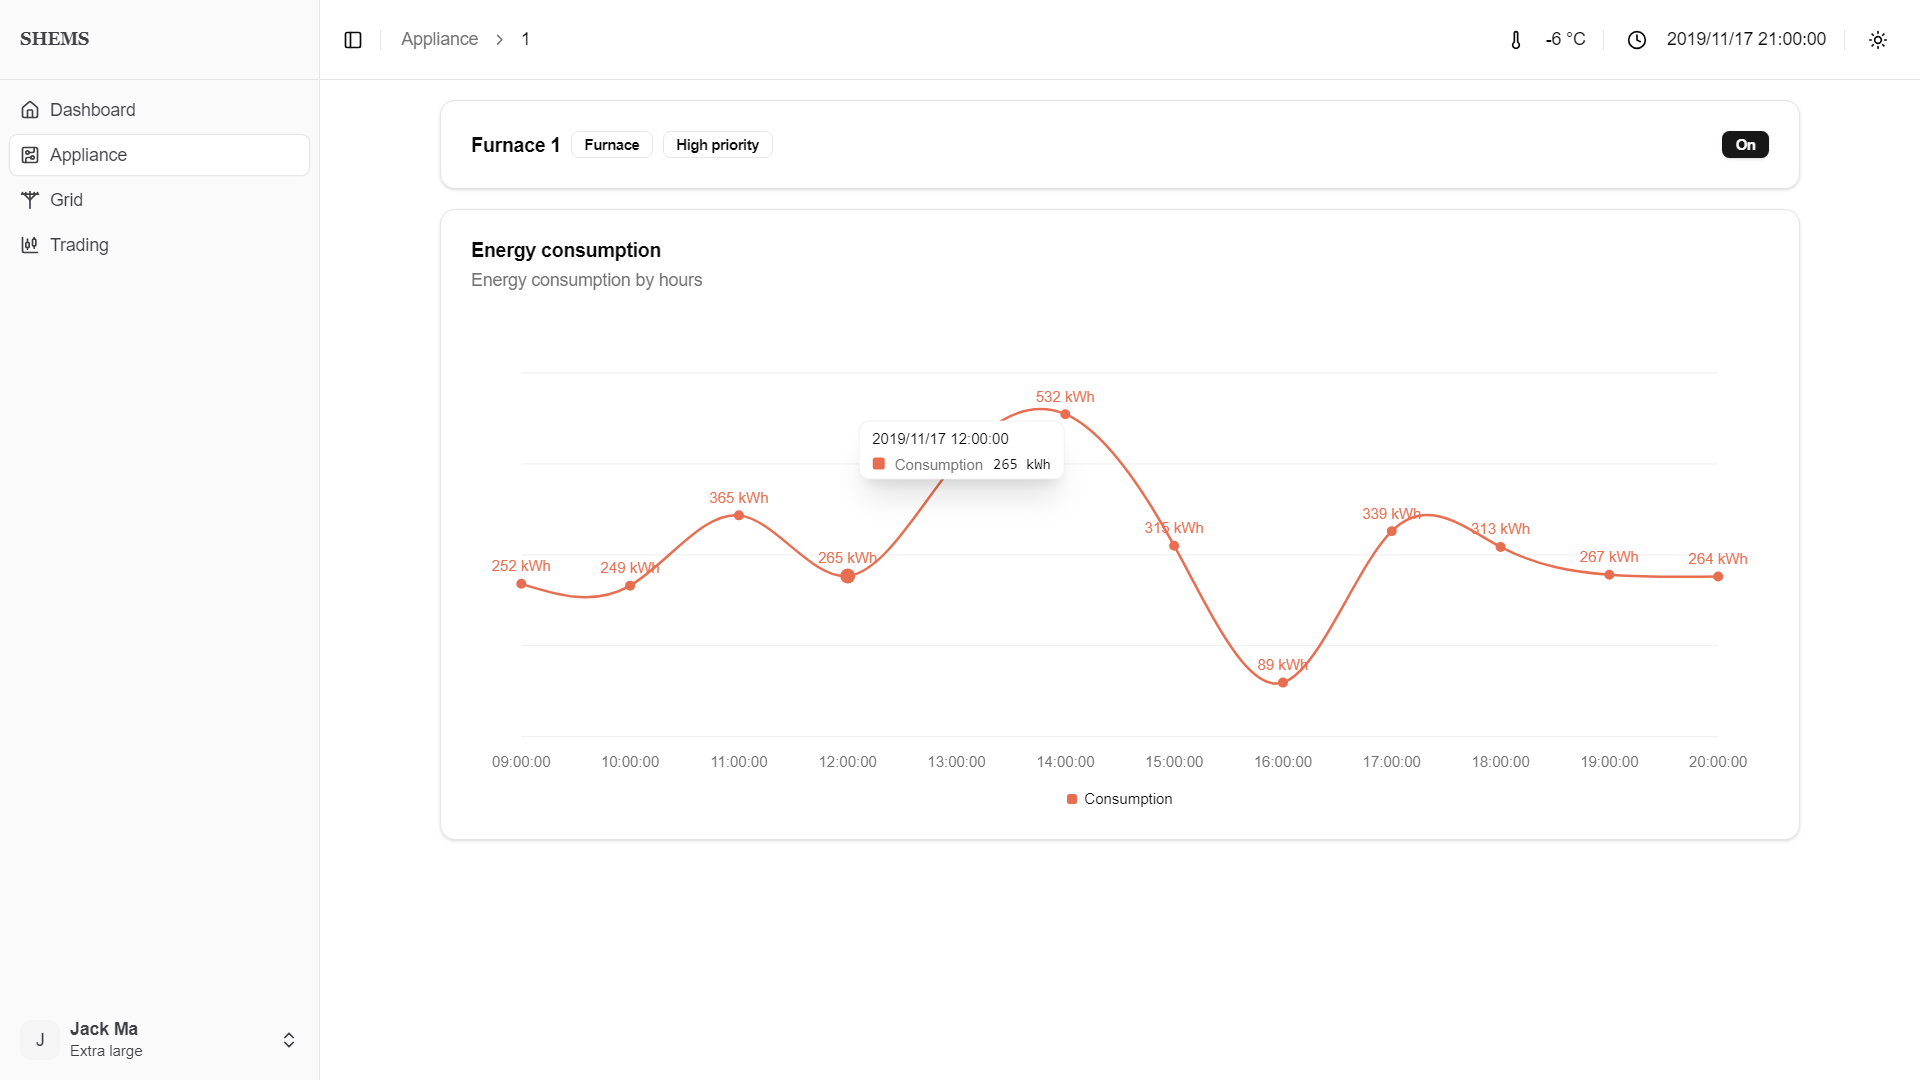 SHEMS
Appliance
1
-6 °C
2019/11/17 21:00:00
Dashboard
Appliance
Grid
Trading
Furnace 1
Furnace
High priority
On
Energy consumption
Energy consumption by hours
532 kWh
2019/11/17 12:00:00
Consumption 265 kWh
365 kWh
339 kWh
315 kWh
313 kWh
252 kWh
249 kWh
265 kWh
267 kWh
264 kWh
89 kWh
09:00:00 10:00:00 11:00:00 12:00:00 13:00:00 14:00:00 15:00:00 16:00:00 17:00:00 18:00:00 19:00:00 20:00:00
Consumption
J
Jack Ma
Extra large